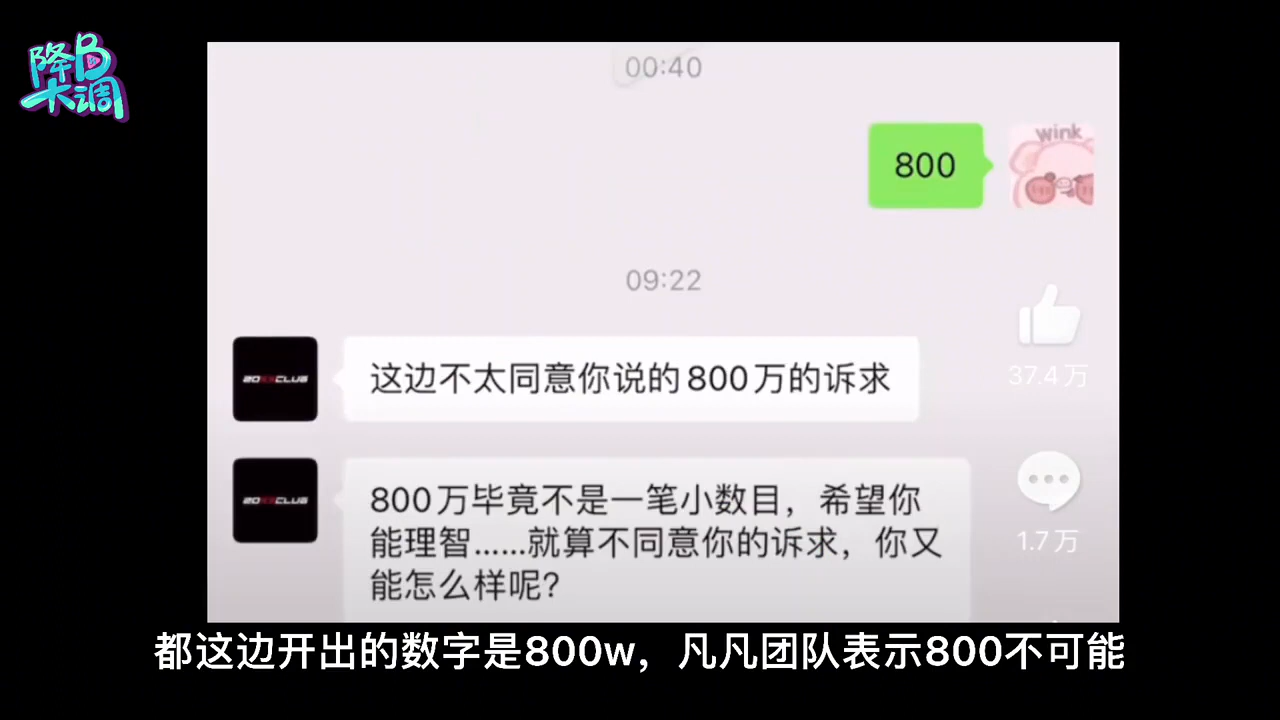 降B
大调
00:40
800
wink
09:22
这边不太同意你说的800万的诉求
37.4万
800万毕竟不是一笔小数目，希望你
能理智……就算不同意你的诉求，你又
能怎么样呢？
1.7万
都这边开出的数字是800w，凡凡团队表示800不可能